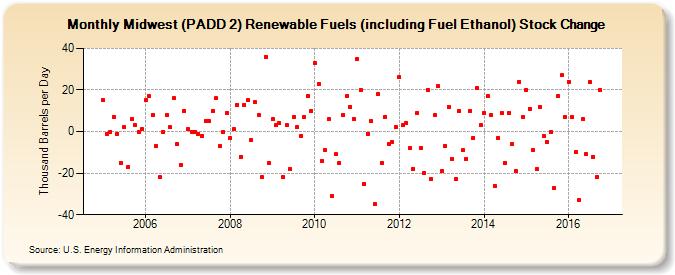 Monthly Midwest (PADD 2) Renewable Fuels (including Fuel Ethanol) Stock Change
Thousand Barrels per Day
40
20
0
-20
-40
2006 2008 2010 2012 2014 2016
Source: U.S. Energy Information Administration